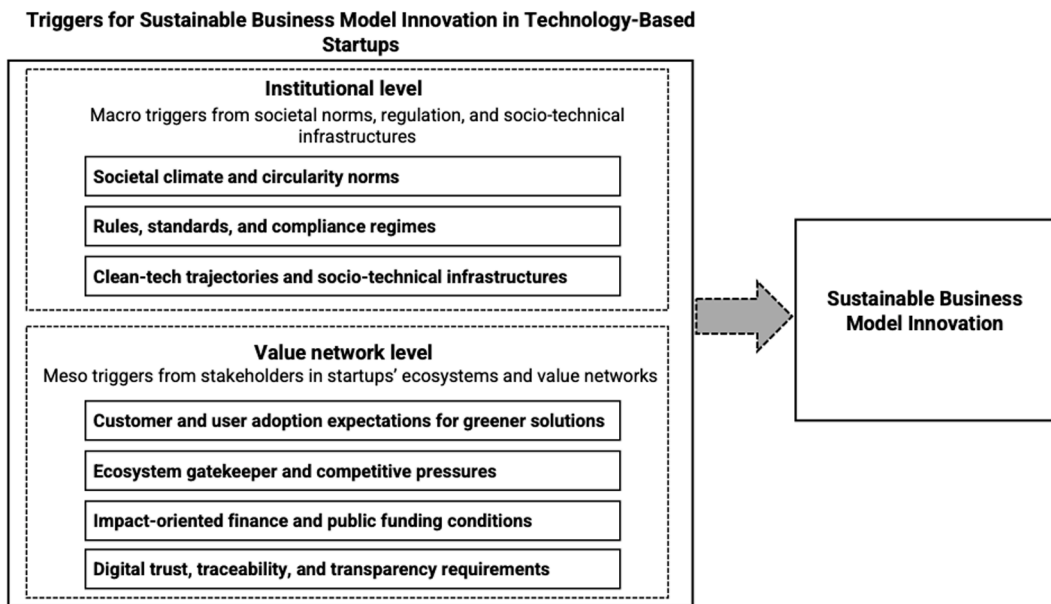 Triggers for Sustainable Business Model Innovation in Technology-Based
Startups
Institutional level
Macro triggers from societal norms, regulation, and socio-technical
infrastructures
Societal climate and circularity norms
Rules, standards, and compliance regimes
Clean-tech trajectories and socio-technical infrastructures
Value network level
Meso triggers from stakeholders in startups’ ecosystems and value networks
Customer and user adoption expectations for greener solutions
Ecosystem gatekeeper and competitive pressures
Impact-oriented finance and public funding conditions
Digital trust, traceability, and transparency requirements
Sustainable Business
Model Innovation